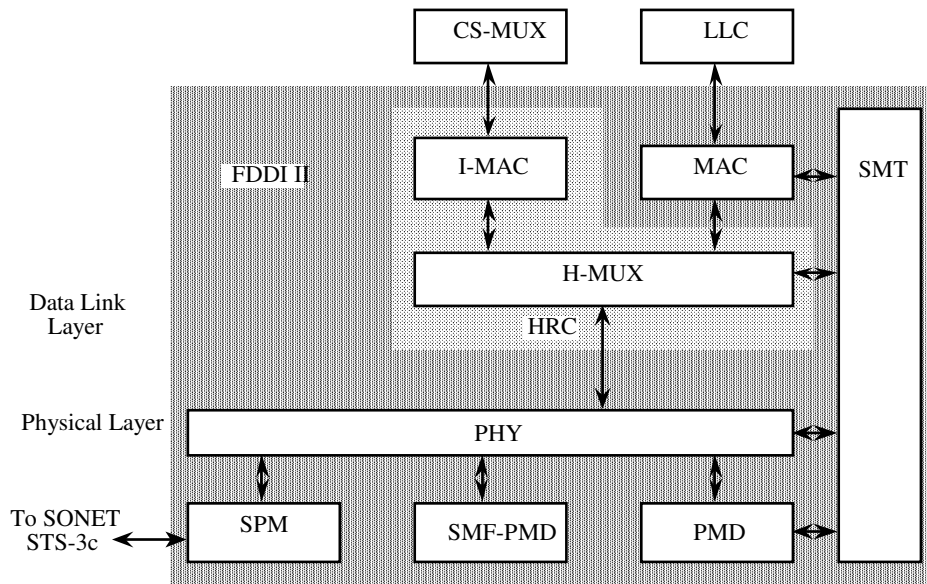 CS-MUX
LLC
FDDI II
I-MAC
MAC
SMT
H-MUX
Data Link
Layer
HRC
Physical Layer
PHY
To SONET
STS-3c
SPM
SMF-PMD
PMD